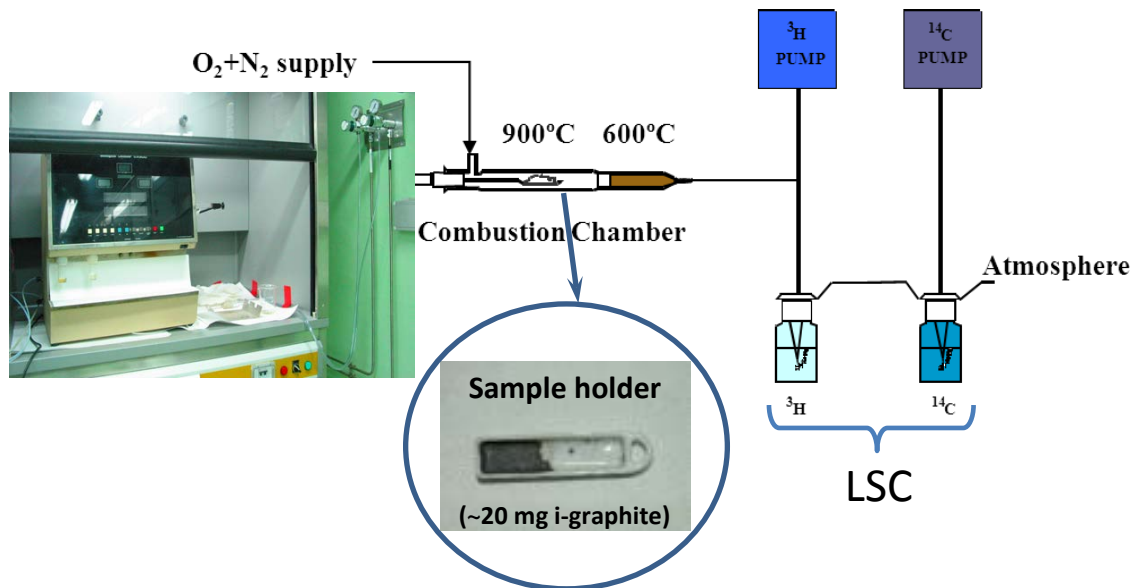 ³H
PUMP
¹⁴C
PUMP
O₂+N₂ supply
900ºC 600ºC
Combustion Chamber
Atmosphere
Sample holder
(~20 mg i-graphite)
³H
¹⁴C
LSC